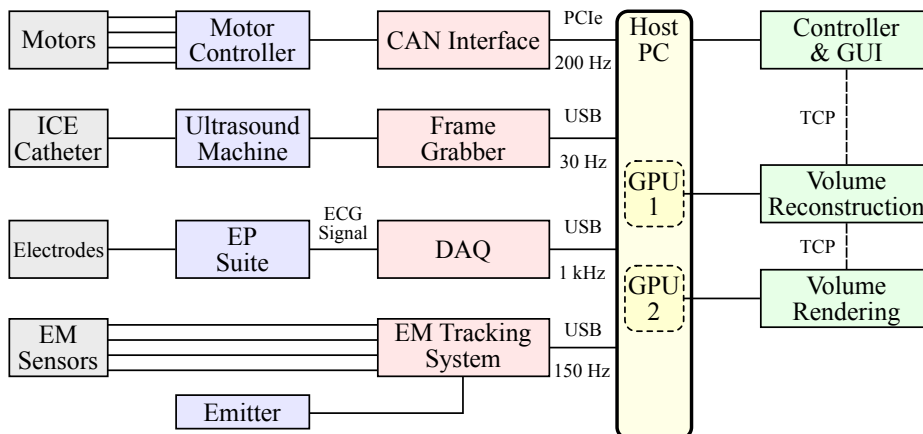 Motors
Motor
Controller
CAN Interface
PCIe
200 Hz
Host
PC
Controller
& GUI
TCP
ICE
Catheter
Ultrasound
Machine
Frame
Grabber
USB
30 Hz
GPU
1
Volume
Reconstruction
TCP
Electrodes
EP
Suite
ECG
Signal
DAQ
USB
1 kHz
GPU
2
Volume
Rendering
EM
Sensors
EM Tracking
System
USB
150 Hz
Emitter